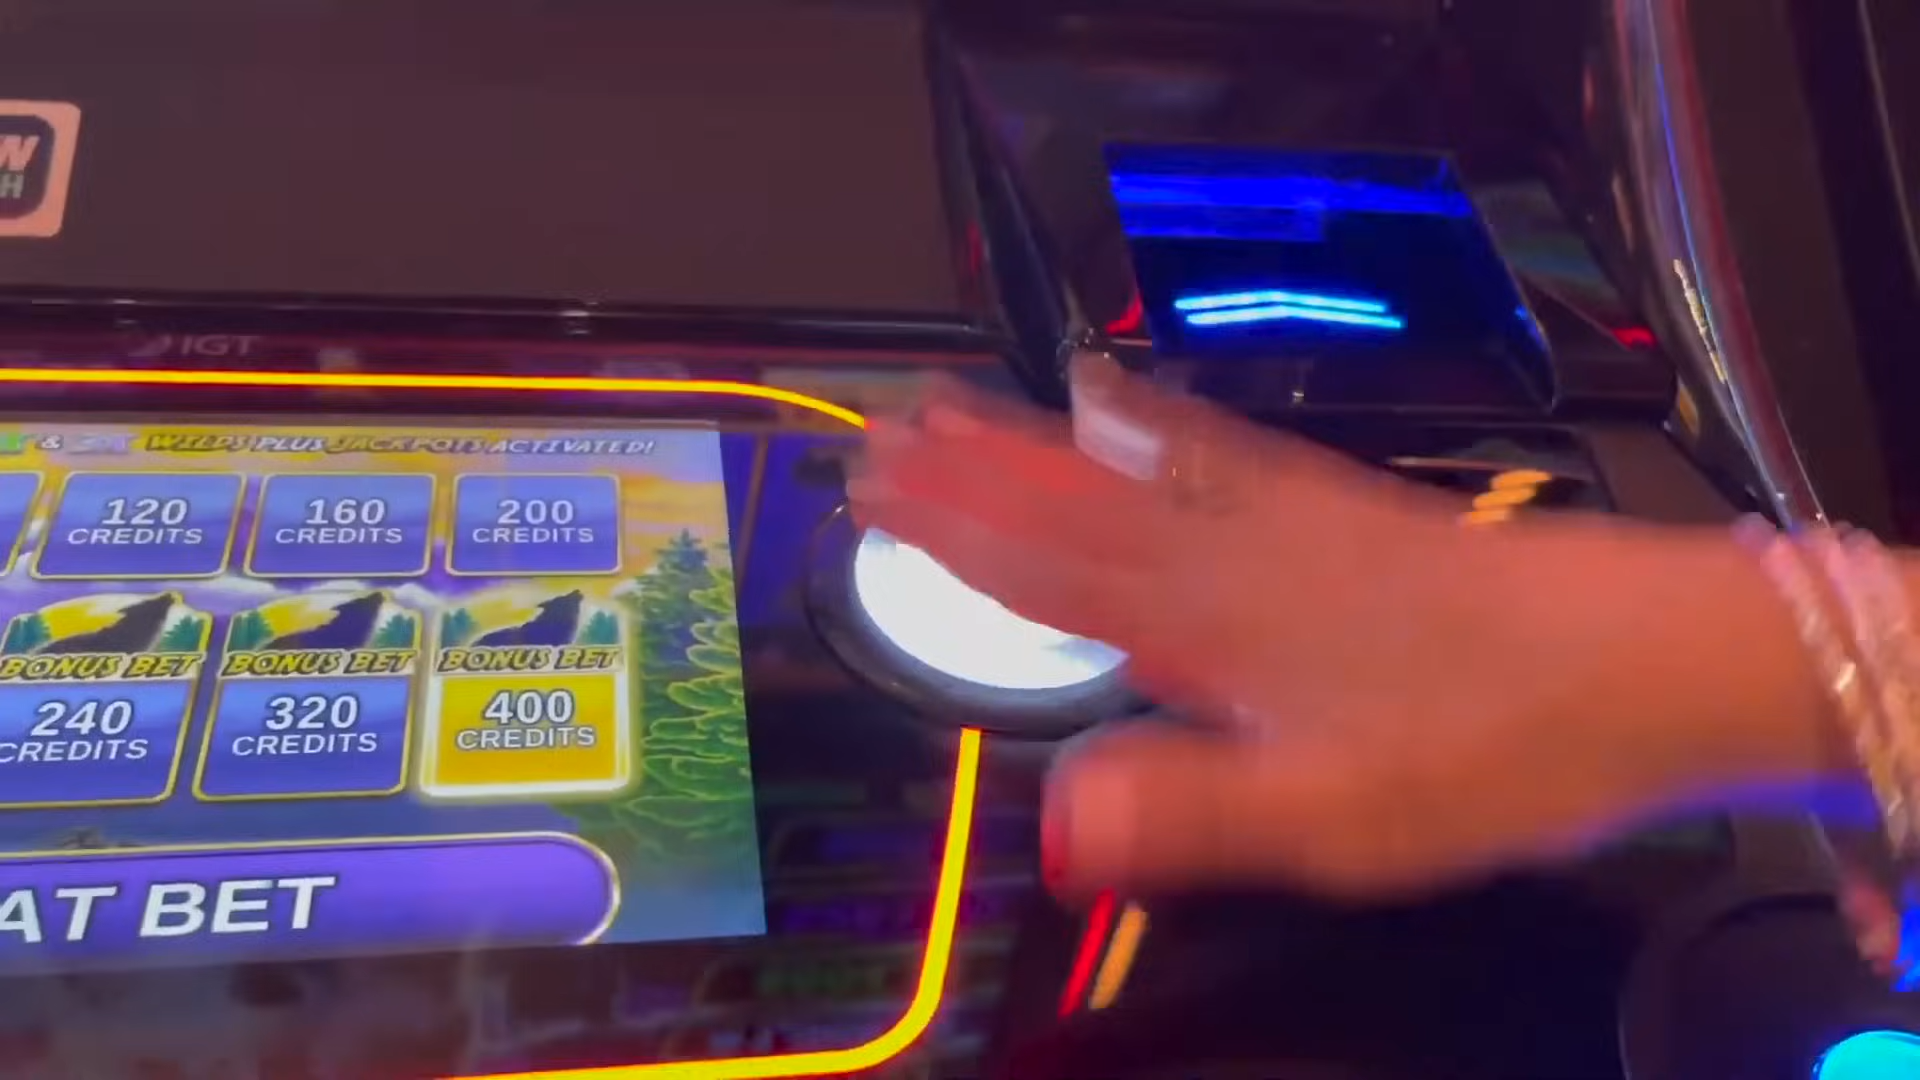 W
H
IGT
& WILDS PLUS JACKPOTS ACTIVATED!
120 CREDITS
160 CREDITS
200 CREDITS
BONUS BET
BONUS BET
BONUS BET
240 CREDITS
320 CREDITS
400 CREDITS
AT BET